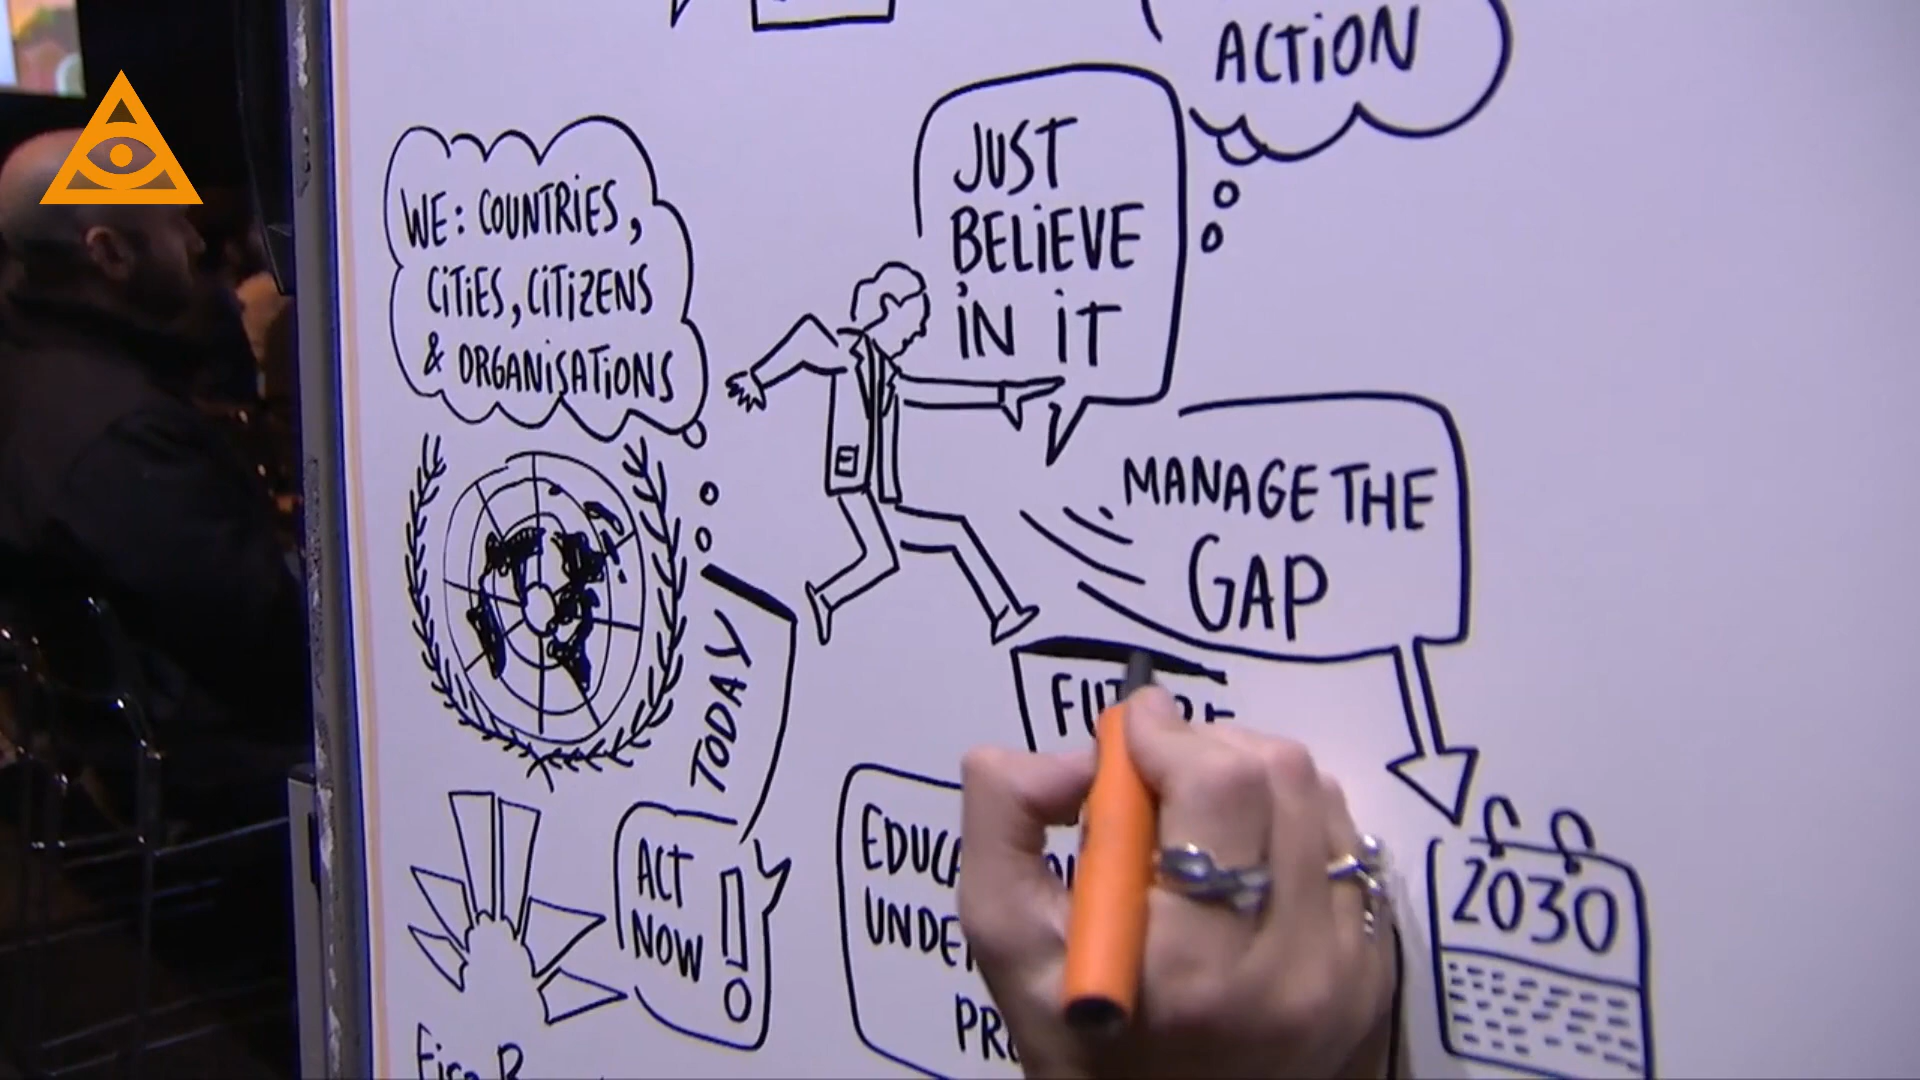 ACTION
JUST
BELIEVE
IN IT
WE: COUNTRIES,
CITIES, CITIZENS
& ORGANISATIONS
MANAGE THE
GAP
TODAY
ACT
NOW!
2030